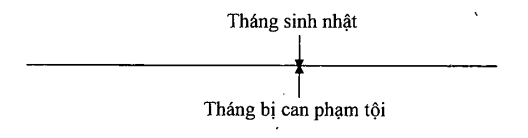 Tháng sinh nhật
Tháng bị can phạm tội